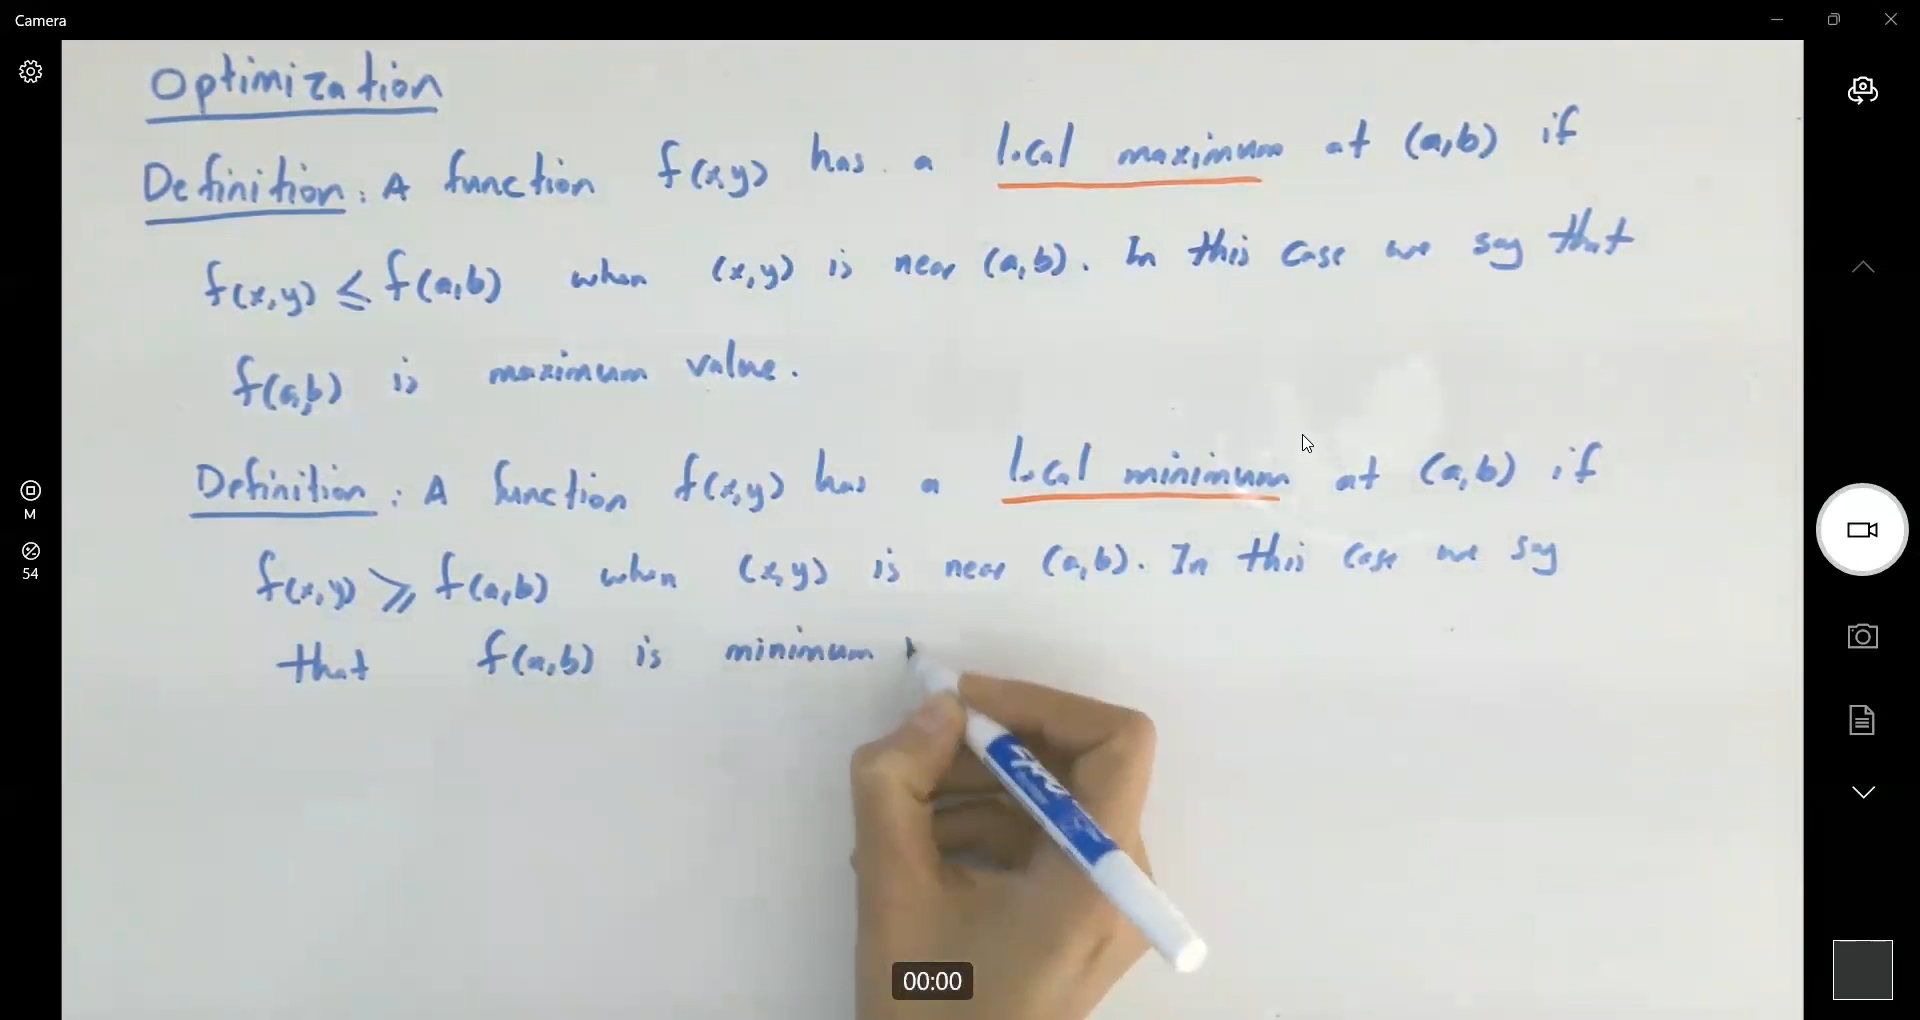 Camera
Optimization
Definition: A function f(x,y) has a local maximum at (a,b) if
f(x,y) ≤ f(a,b) when (x,y) is near (a,b). In this case we say that
f(a,b) is maximum value.
Definition: A function f(x,y) has a local minimum at (a,b) if
f(x,y) ⩾ f(a,b) when (x,y) is near (a,b). In this case we say
that f(a,b) is minimum
M
54
EXPO
00:00